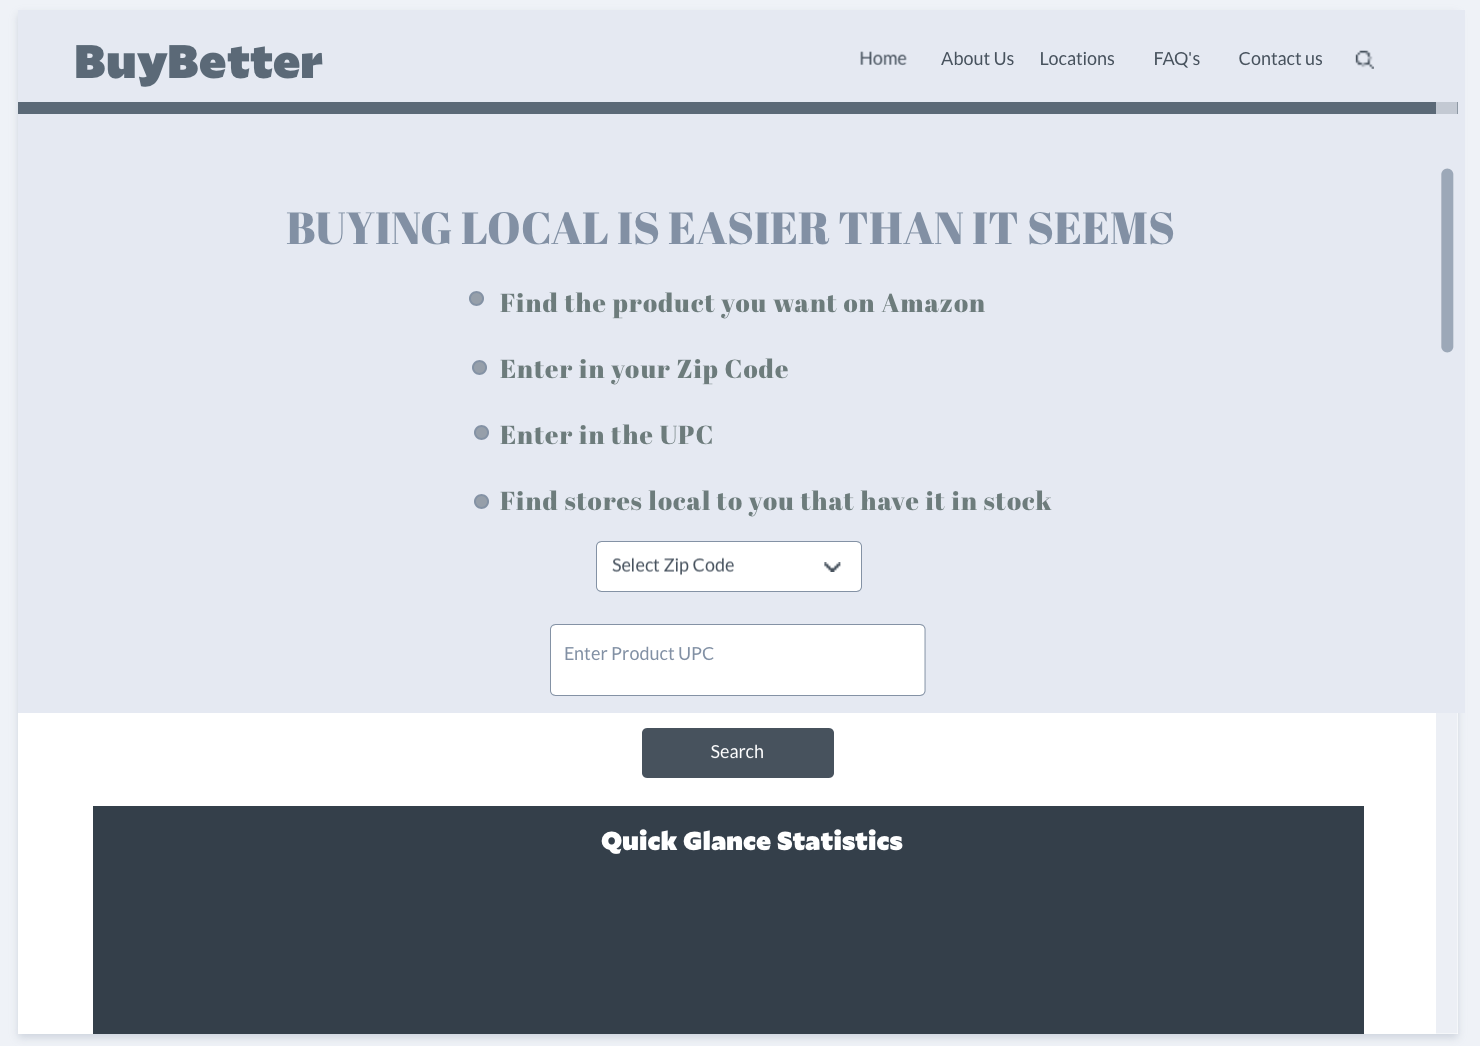 BuyBetter
Home About Us Locations FAQ's Contact us
BUYING LOCAL IS EASIER THAN IT SEEMS
Find the product you want on Amazon
Enter in your Zip Code
Enter in the UPC
Find stores local to you that have it in stock
Select Zip Code
Enter Product UPC
Search
Quick Glance Statistics